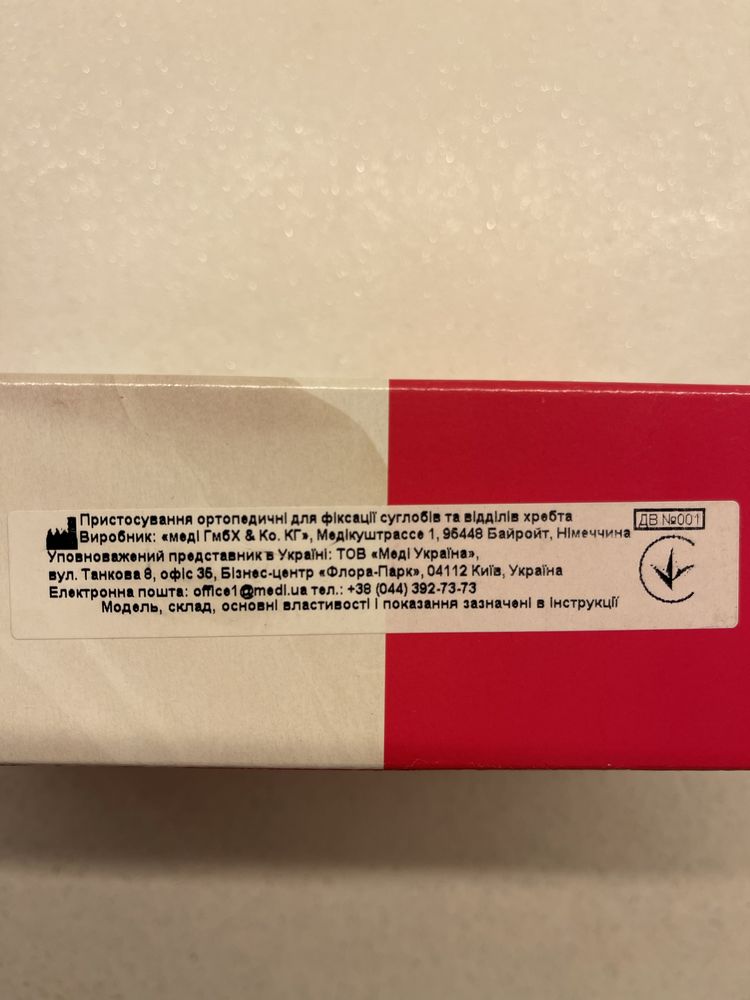 Пристосування ортопедичні для фіксації суглобів та відділів хребта
ДВ №001
Виробник: «меді ГмбХ & Ко. КГ», Медікуштрассе 1, 95448 Байройт, Німеччина
Уповноважений представник в Україні: ТОВ «Меді Україна»,
вул. Танкова 8, офіс 36, Бізнес-центр «Флора-Парк», 04112 Київ, Україна
Електронна пошта: office1@medi.ua тел.: +38 (044) 392-73-73
Модель, склад, основні властивості і показання зазначені в інструкції